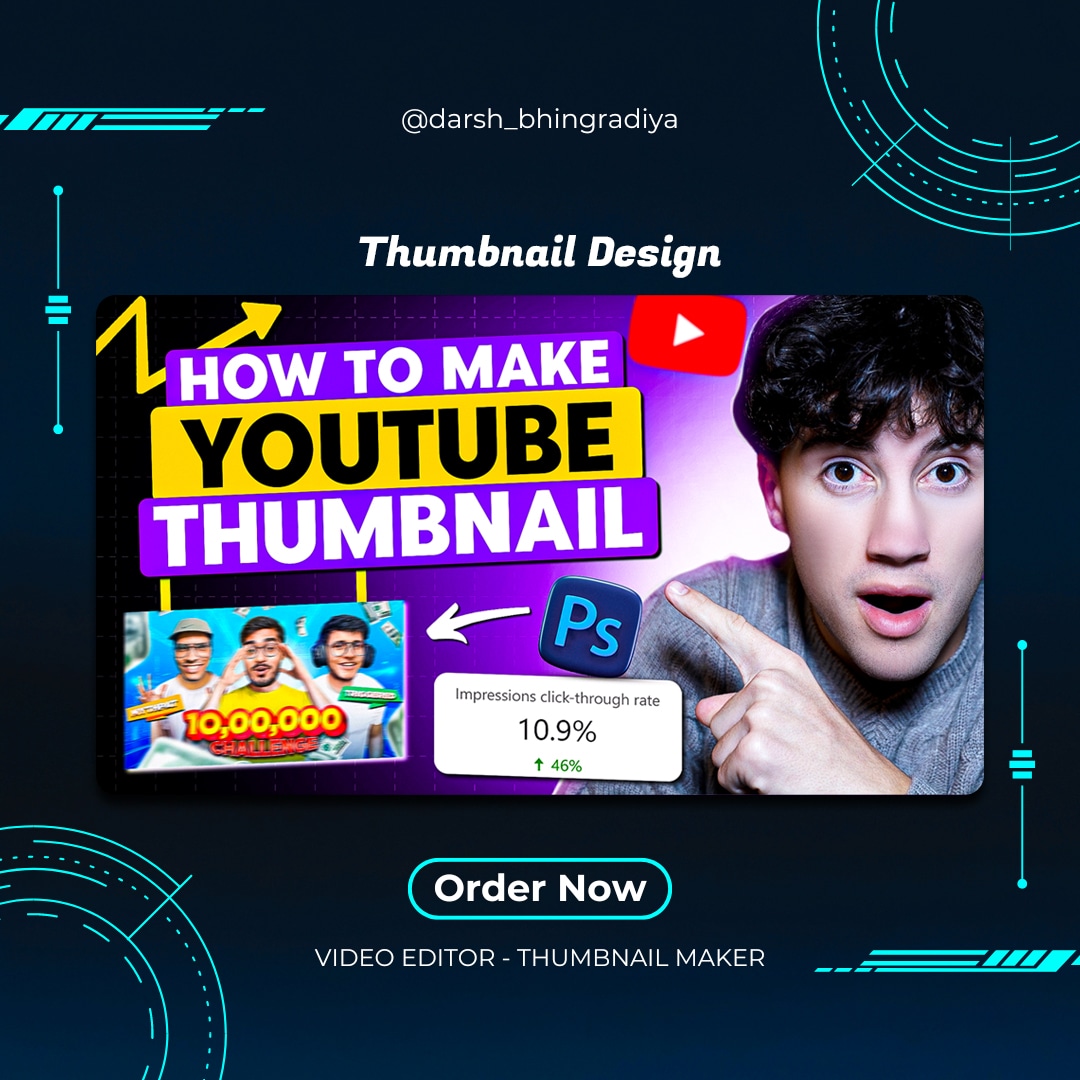 @darsh_bhingradiya
Thumbnail Design
HOW TO MAKE
YOUTUBE
THUMBNAIL
Ps
10,00,000
CHALLENGE
Impressions click-through rate
10.9%
↑ 46%
Order Now
VIDEO EDITOR - THUMBNAIL MAKER